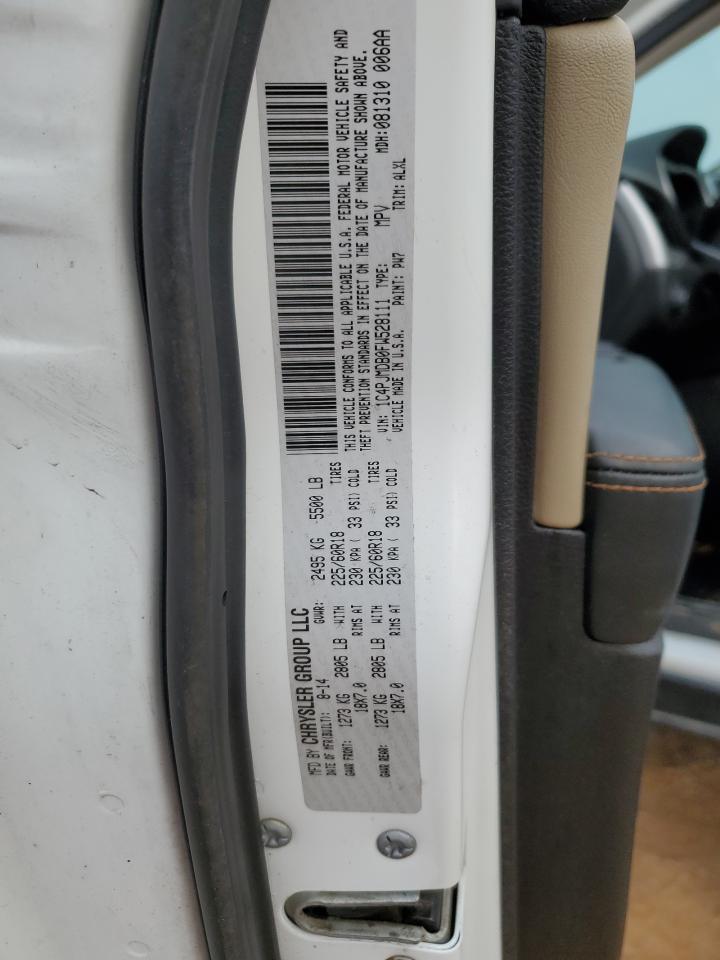 MFD BY CHRYSLER GROUP LLC
DATE OF MFR(BUILT): 8-14 GVWR: 2495 KG 5500 LB
GAWR FRONT: 1273 KG 2805 LB WITH 225/60R18 TIRES
18X7.0 RIMS AT 230 KPA ( 33 PSI) COLD
GAWR REAR: 1273 KG 2805 LB WITH 225/60R18 TIRES
18X7.0 RIMS AT 230 KPA ( 33 PSI) COLD
THIS VEHICLE CONFORMS TO ALL APPLICABLE U.S.A. FEDERAL MOTOR VEHICLE SAFETY AND
THEFT PREVENTION STANDARDS IN EFFECT ON THE DATE OF MANUFACTURE SHOWN ABOVE.
VIN: 1C4PJMDB0FW528111 TYPE: MPV MDH:081310 006AA
VEHICLE MADE IN U.S.A. PAINT: PW7 TRIM: ALXL